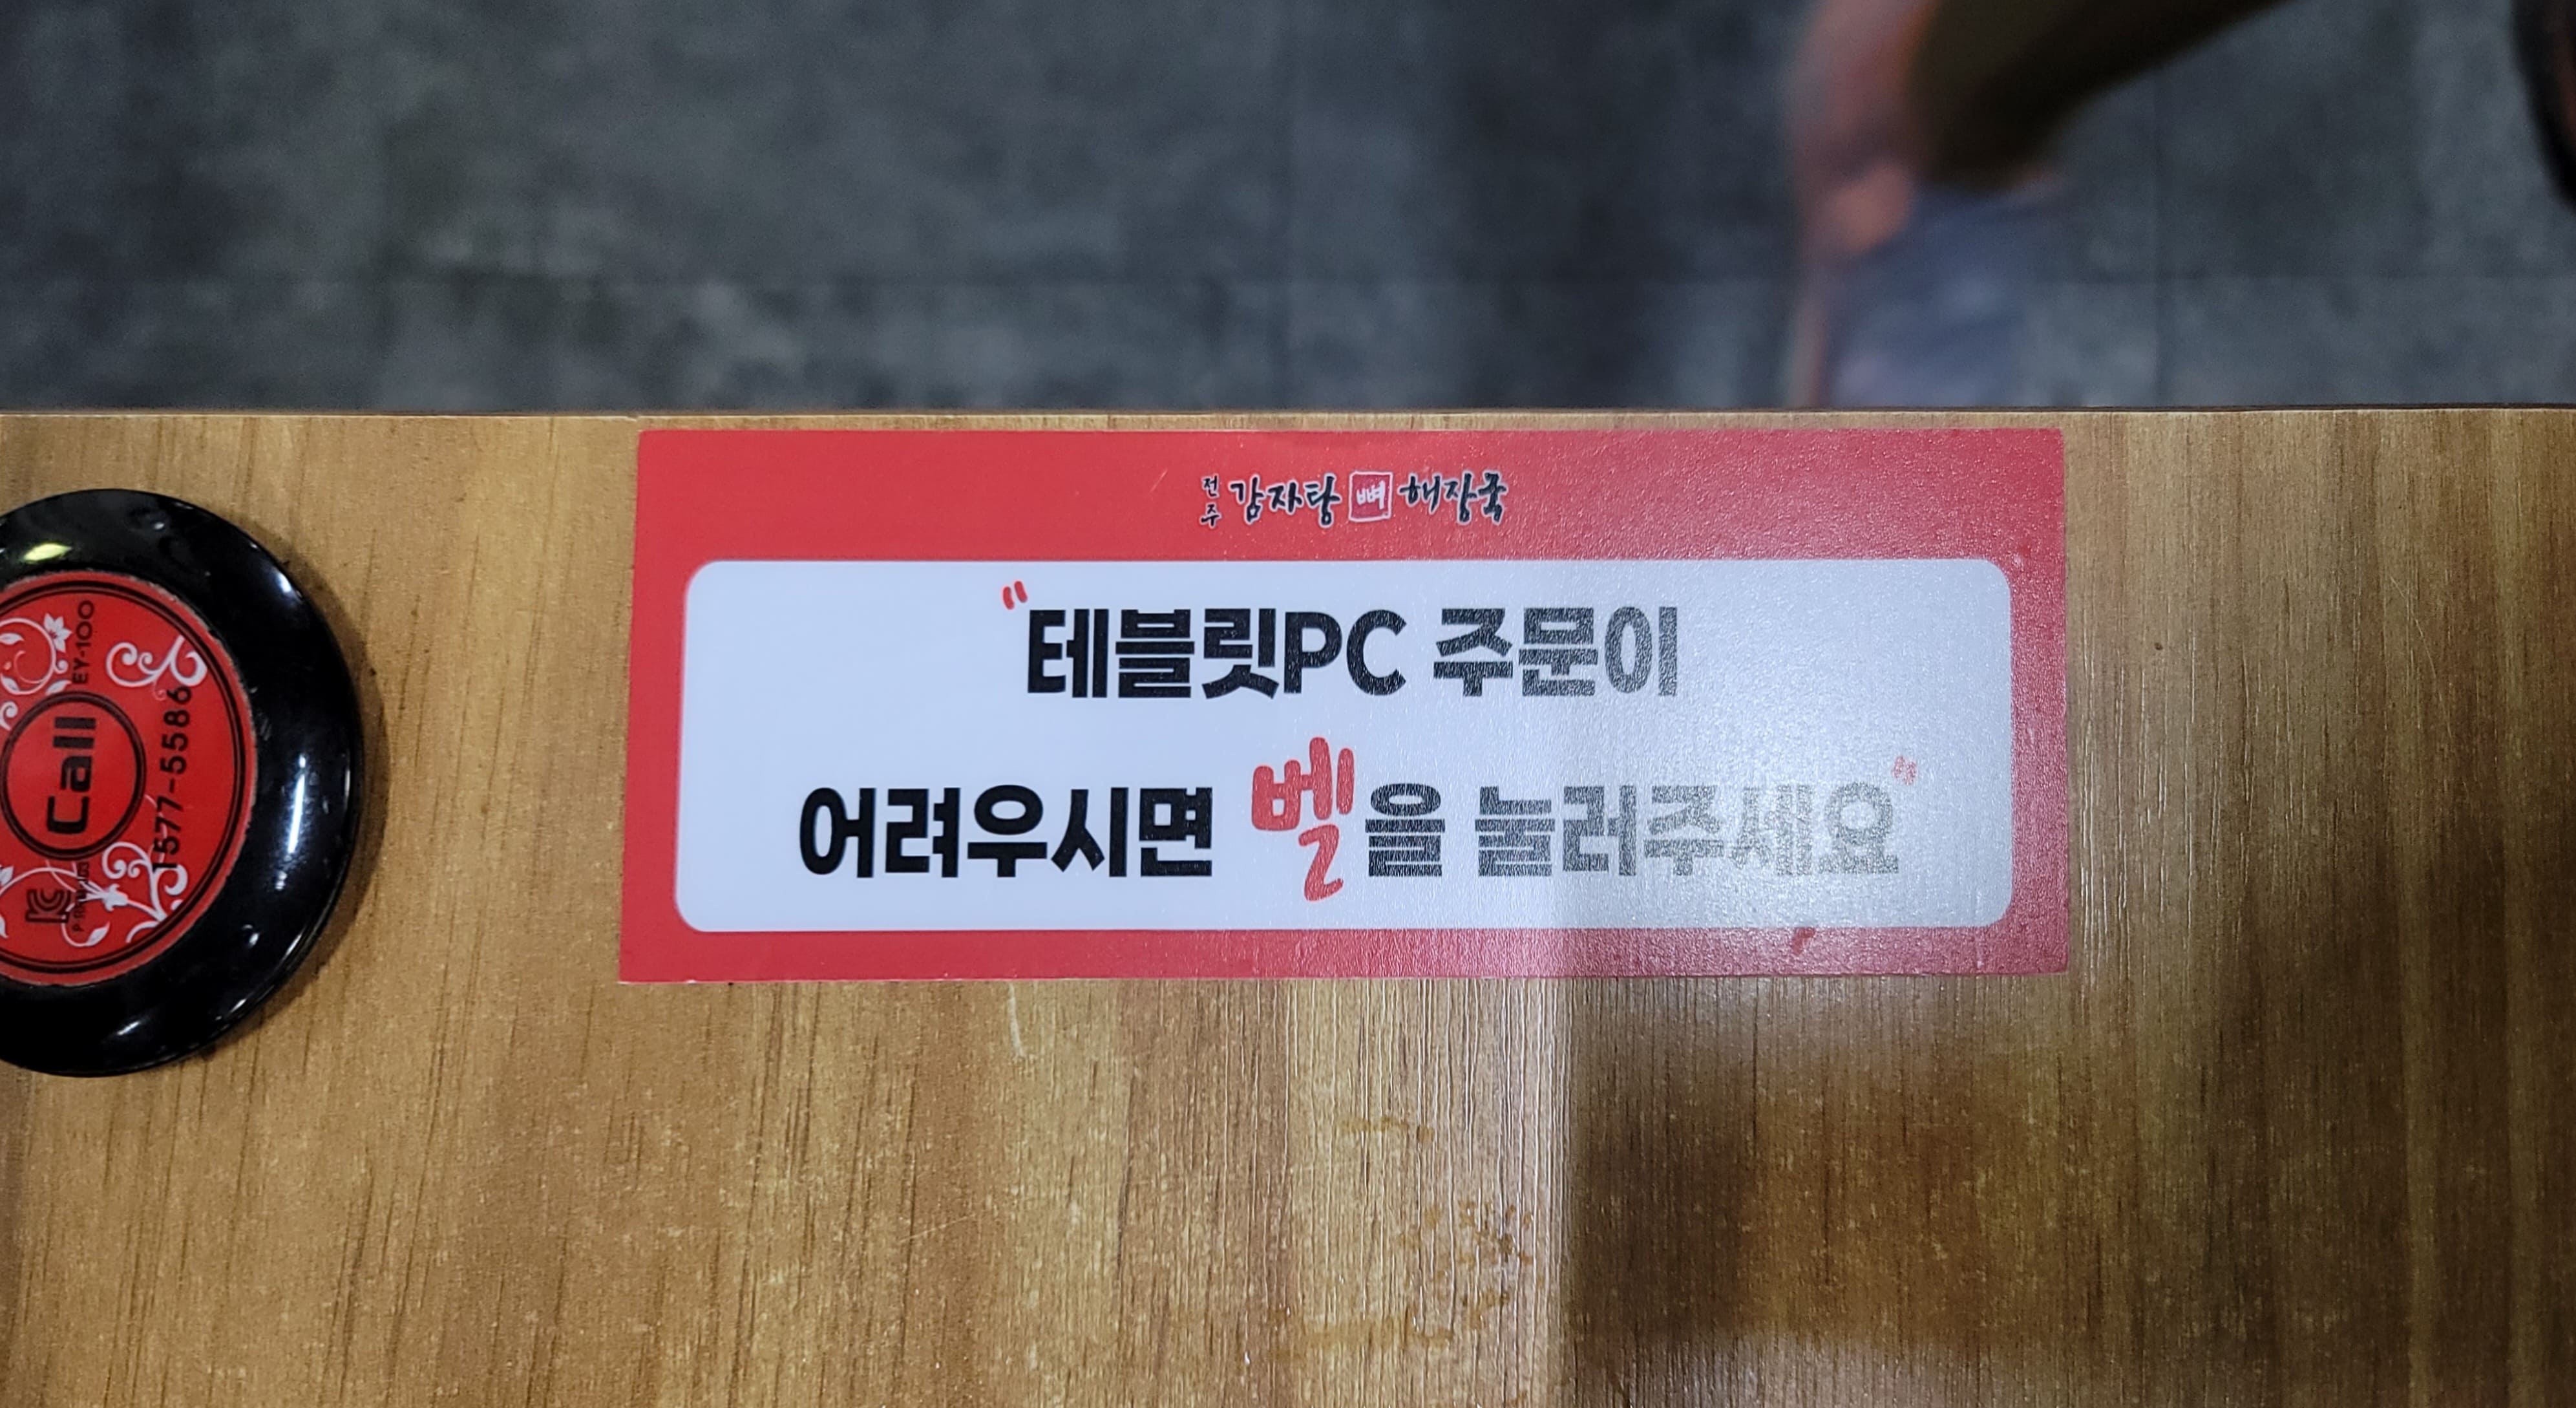 전주 감자탕 뼈 해장국
"테블릿PC 주문이
어려우시면 벨을 눌러주세요"
EY-100
Call
1577-5586